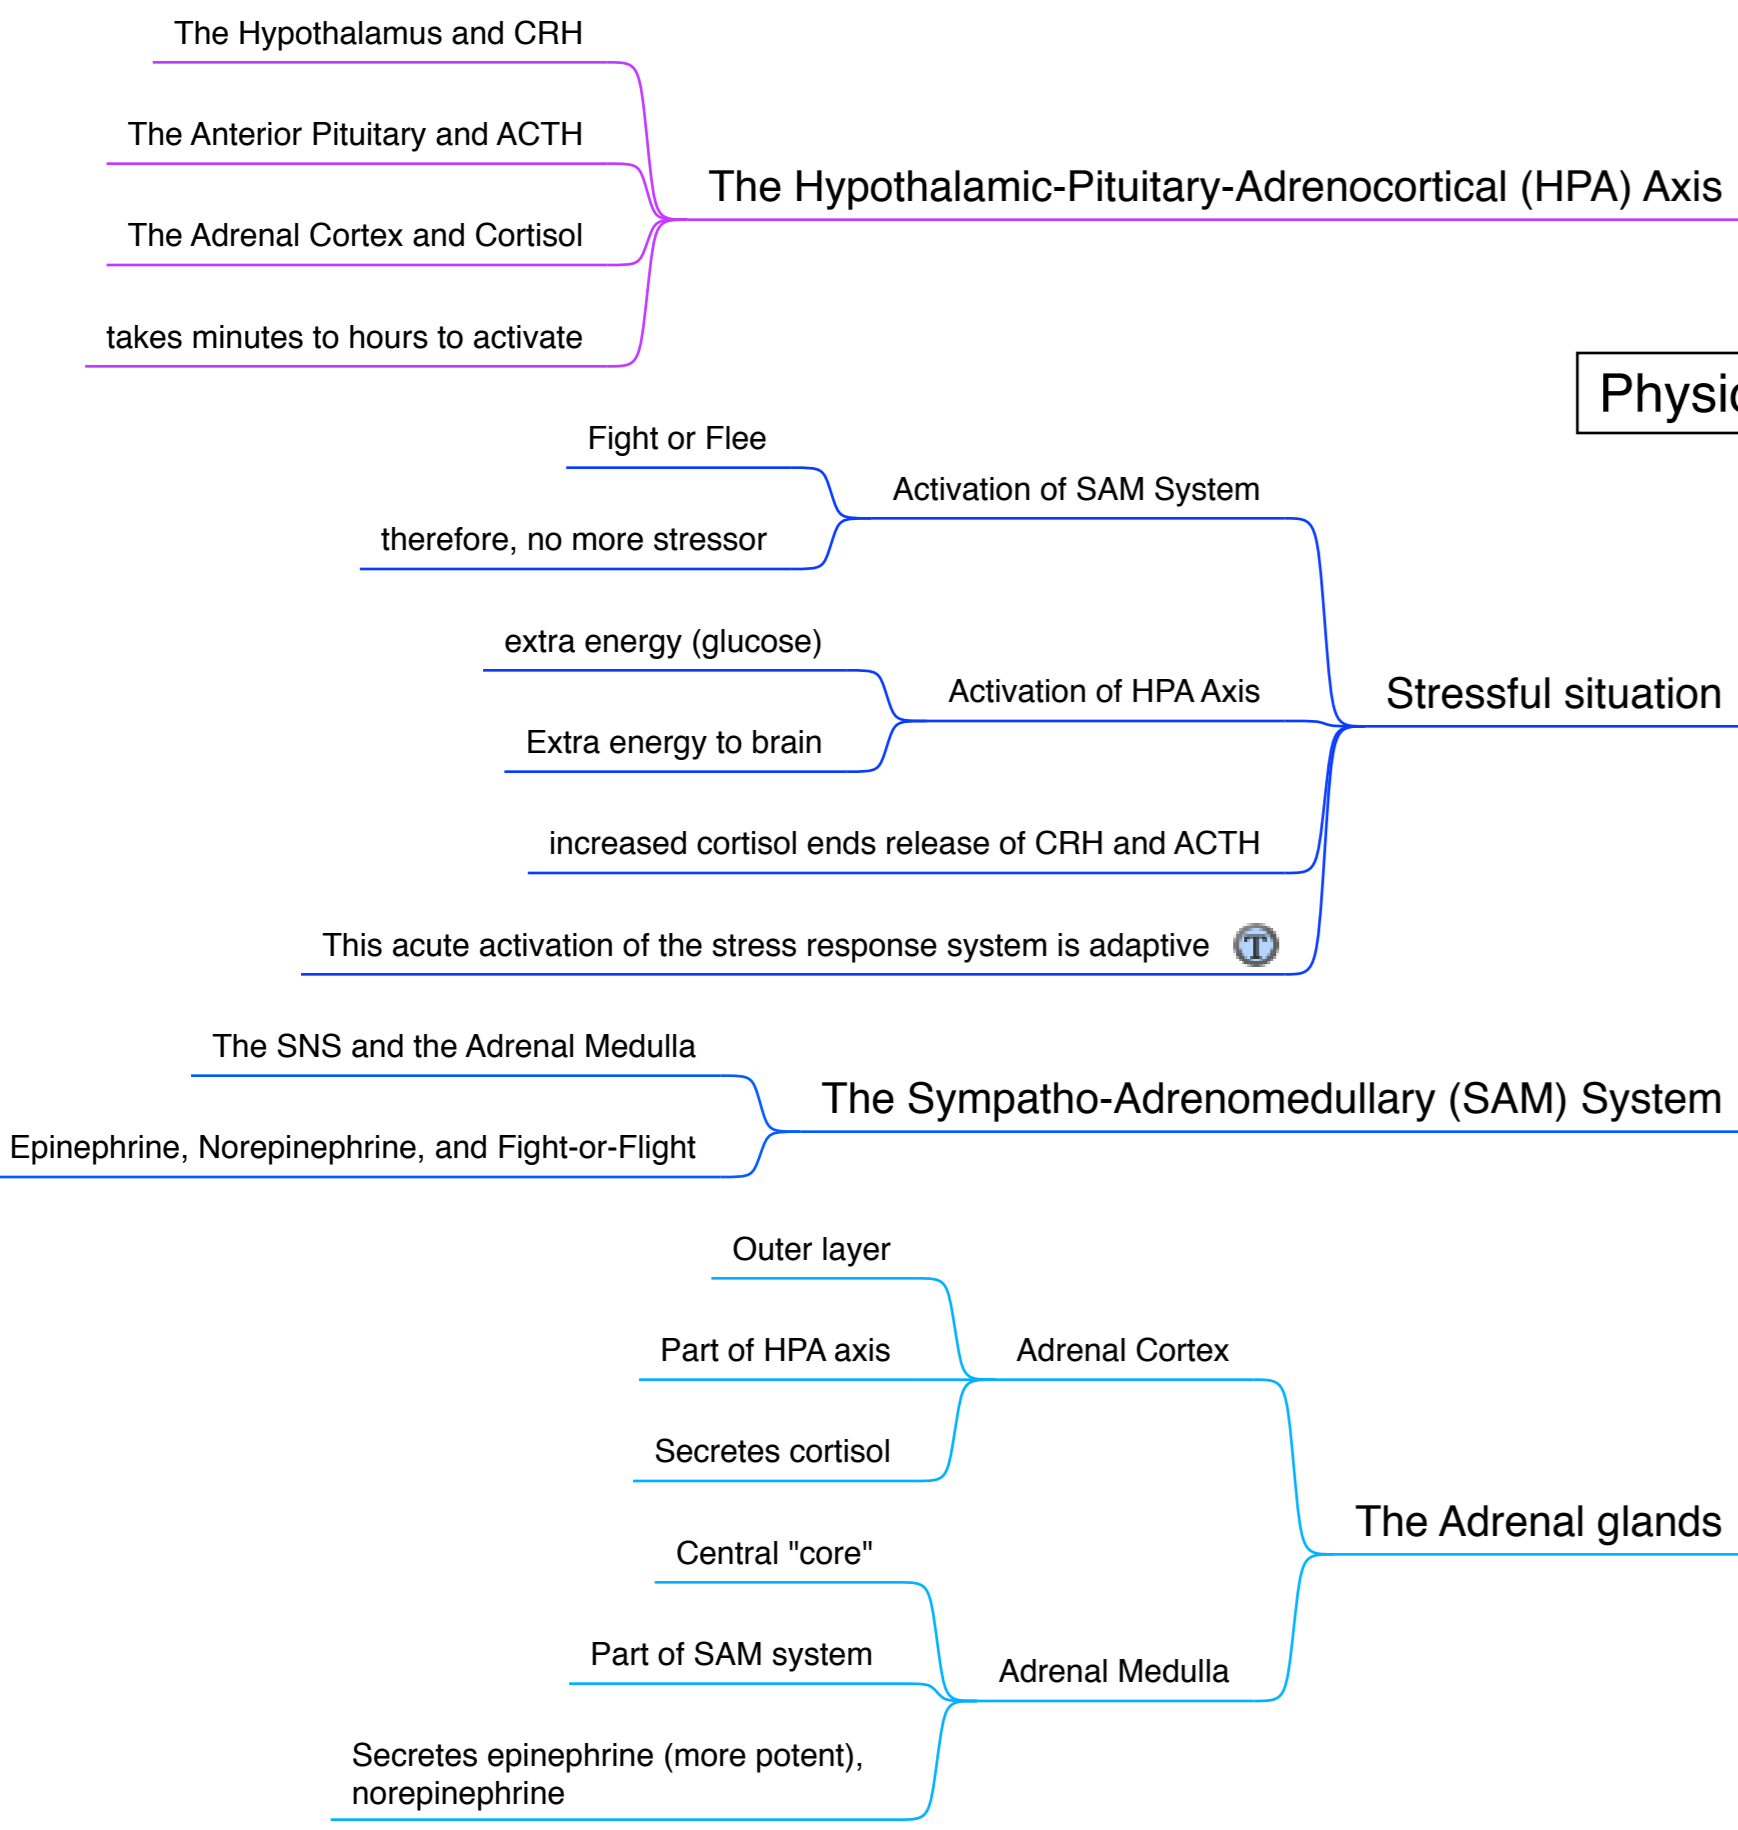 The Hypothalamus and CRH
The Anterior Pituitary and ACTH
The Adrenal Cortex and Cortisol
takes minutes to hours to activate
The Hypothalamic-Pituitary-Adrenocortical (HPA) Axis
Fight or Flee
therefore, no more stressor
Activation of SAM System
extra energy (glucose)
Extra energy to brain
Activation of HPA Axis
increased cortisol ends release of CRH and ACTH
This acute activation of the stress response system is adaptive
T
Stressful situation
The SNS and the Adrenal Medulla
Epinephrine, Norepinephrine, and Fight-or-Flight
The Sympatho-Adrenomedullary (SAM) System
Outer layer
Part of HPA axis
Secretes cortisol
Adrenal Cortex
Central "core"
Part of SAM system
Secretes epinephrine (more potent),
norepinephrine
Adrenal Medulla
The Adrenal glands